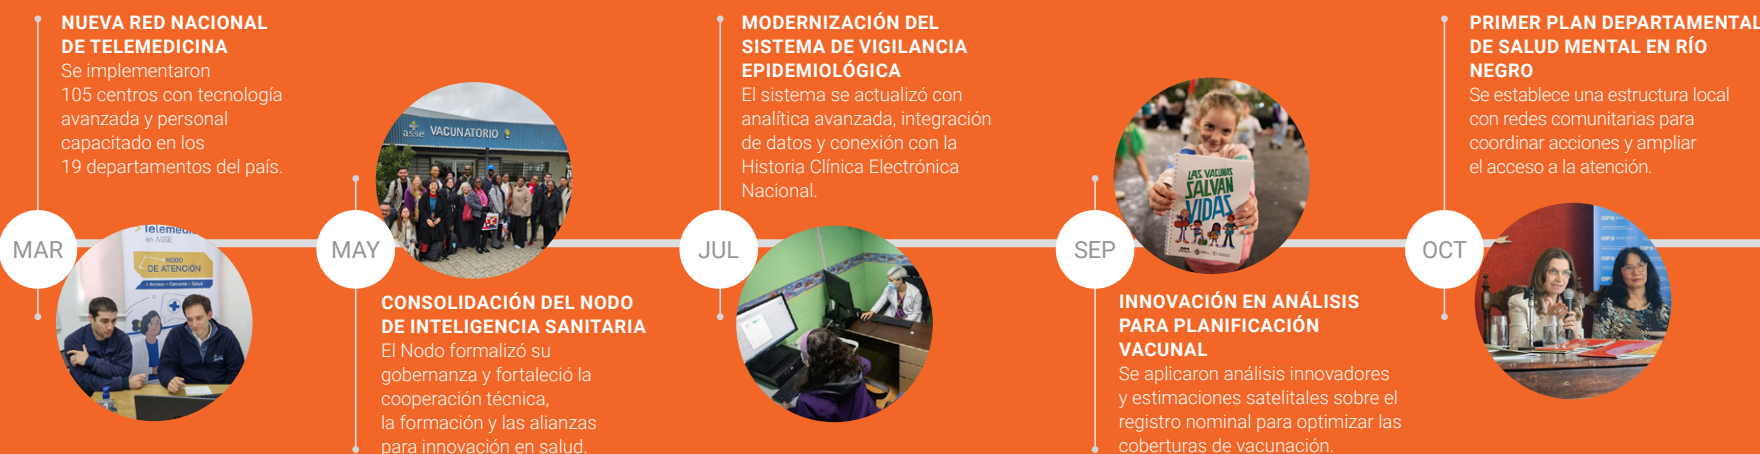 NUEVA RED NACIONAL
DE TELEMEDICINA
Se implementaron
105 centros con tecnología
avanzada y personal
capacitado en los
19 departamentos del país.
MAR
Telemedi
en ASSE
NODO
DE ATENCIÓN
asse VACUNATORIO
MAY
CONSOLIDACIÓN DEL NODO
DE INTELIGENCIA SANITARIA
El Nodo formalizó su
gobernanza y fortaleció la
cooperación técnica,
la formación y las alianzas
para innovación en salud.
MODERNIZACIÓN DEL
SISTEMA DE VIGILANCIA
EPIDEMIOLÓGICA
El sistema se actualizó con
analítica avanzada, integración
de datos y conexión con la
Historia Clínica Electrónica
Nacional.
JUL
LAS VACUNAS
SALVAN
VIDAS
SEP
INNOVACIÓN EN ANÁLISIS
PARA PLANIFICACIÓN
VACUNAL
Se aplicaron análisis innovadores
y estimaciones satelitales sobre el
registro nominal para optimizar las
coberturas de vacunación.
PRIMER PLAN DEPARTAMENTAL
DE SALUD MENTAL EN RÍO
NEGRO
Se establece una estructura local
con redes comunitarias para
coordinar acciones y ampliar
el acceso a la atención.
OCT
OPS